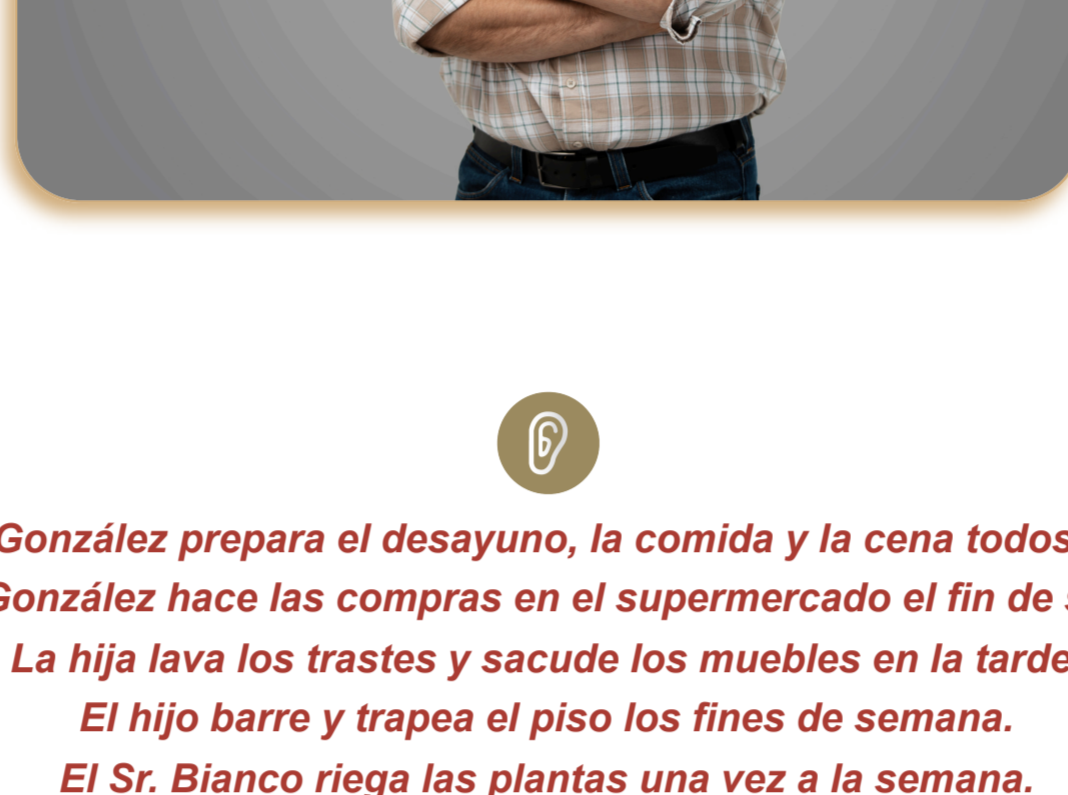 González prepara el desayuno, la comida y la cena todos
González hace las compras en el supermercado el fin de
La hija lava los trastes y sacude los muebles en la tarde
El hijo barre y trapea el piso los fines de semana.
El Sr. Bianco riega las plantas una vez a la semana.